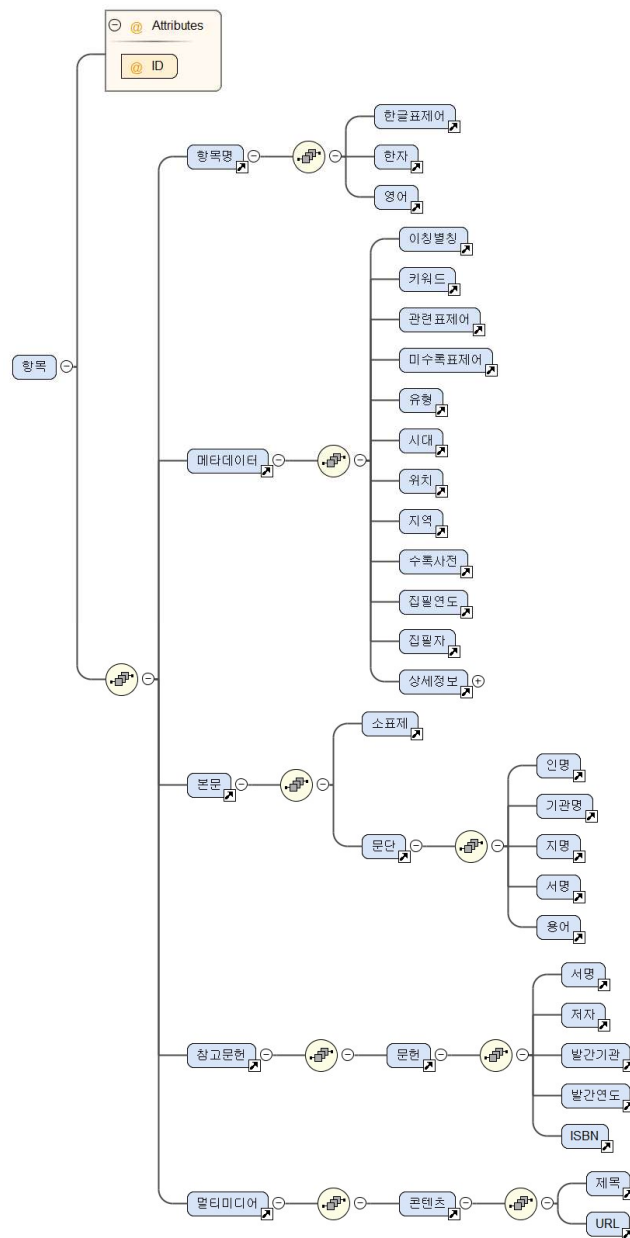 Attributes
ID
항목
항목명
한글표제어
한자
영어
메타데이터
이칭별칭
키워드
관련표제어
미수록표제어
유형
시대
위치
지역
수록사전
집필연도
집필자
상세정보
본문
소표제
문단
인명
기관명
지명
서명
용어
참고문헌
문헌
서명
저자
발간기관
발간연도
ISBN
멀티미디어
콘텐츠
제목
URL